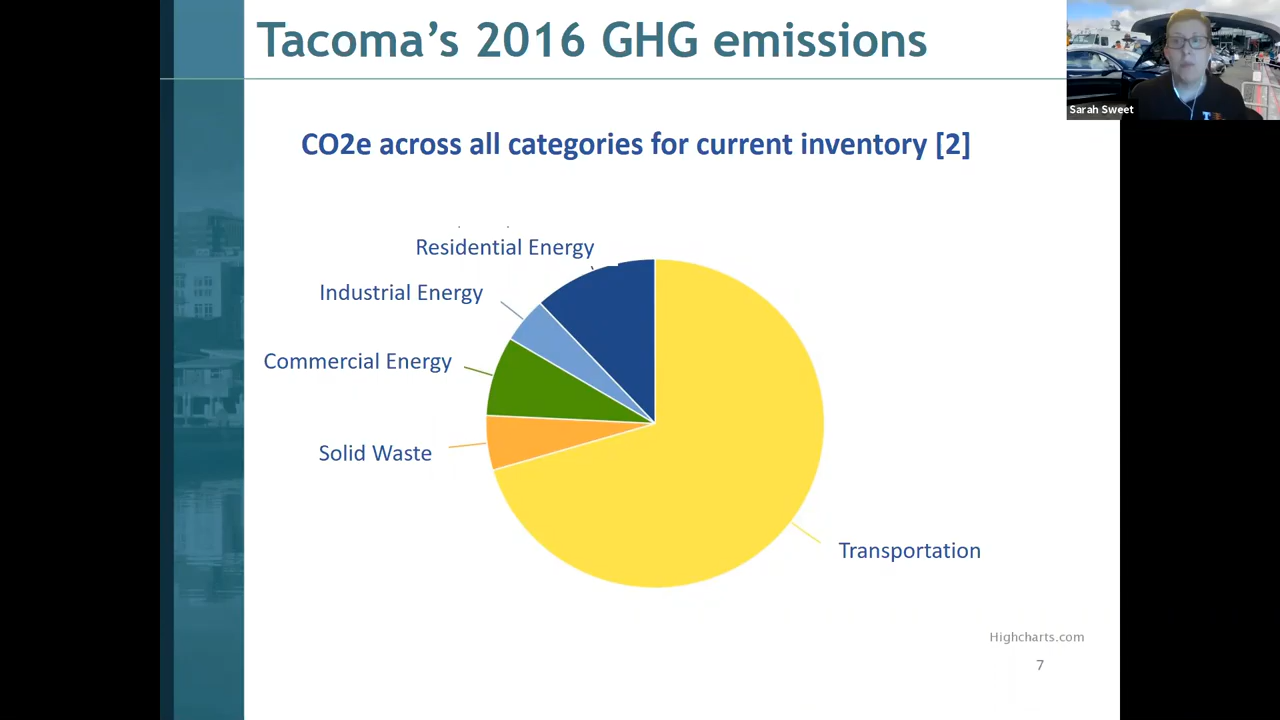 Tacoma's 2016 GHG emissions
Sarah Sweet
CO2e across all categories for current inventory [2]
Residential Energy
Industrial Energy
Commercial Energy
Solid Waste
Transportation
Highcharts.com
7